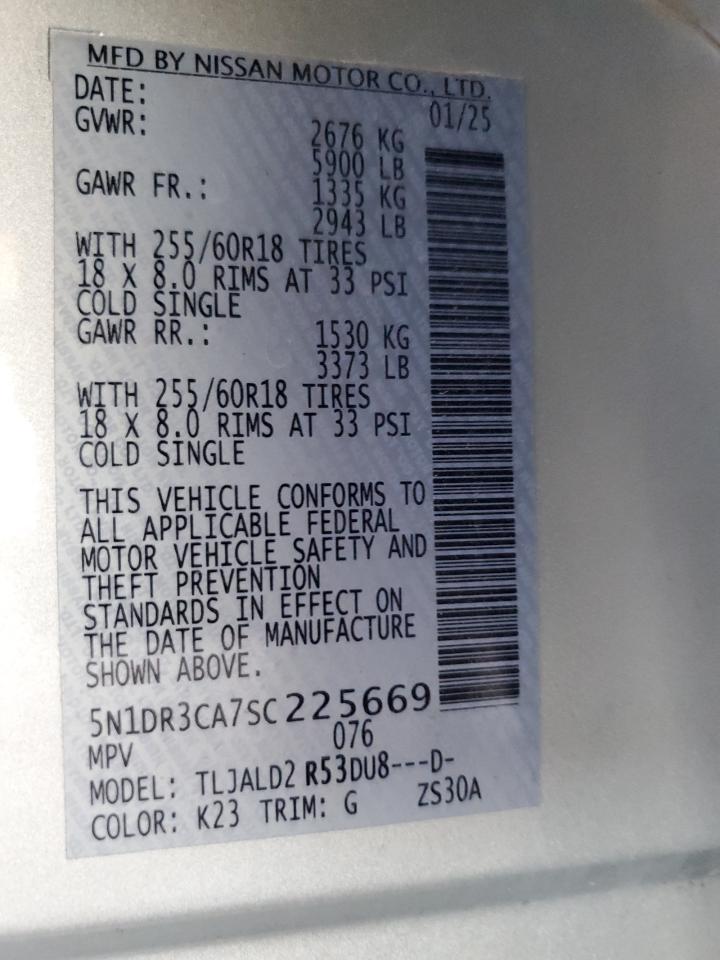 MFD BY NISSAN MOTOR CO., LTD.
DATE: 01/25
GVWR: 2676 KG
5900 LB
GAWR FR.: 1335 KG
2943 LB
WITH 255/60R18 TIRES
18 X 8.0 RIMS AT 33 PSI
COLD SINGLE
GAWR RR.: 1530 KG
3373 LB
WITH 255/60R18 TIRES
18 X 8.0 RIMS AT 33 PSI
COLD SINGLE
THIS VEHICLE CONFORMS TO
ALL APPLICABLE FEDERAL
MOTOR VEHICLE SAFETY AND
THEFT PREVENTION
STANDARDS IN EFFECT ON
THE DATE OF MANUFACTURE
SHOWN ABOVE.
5N1DR3CA7SC225669
MPV 076
MODEL: TLJALD2 R53DU8---D-
COLOR: K23 TRIM: G ZS30A